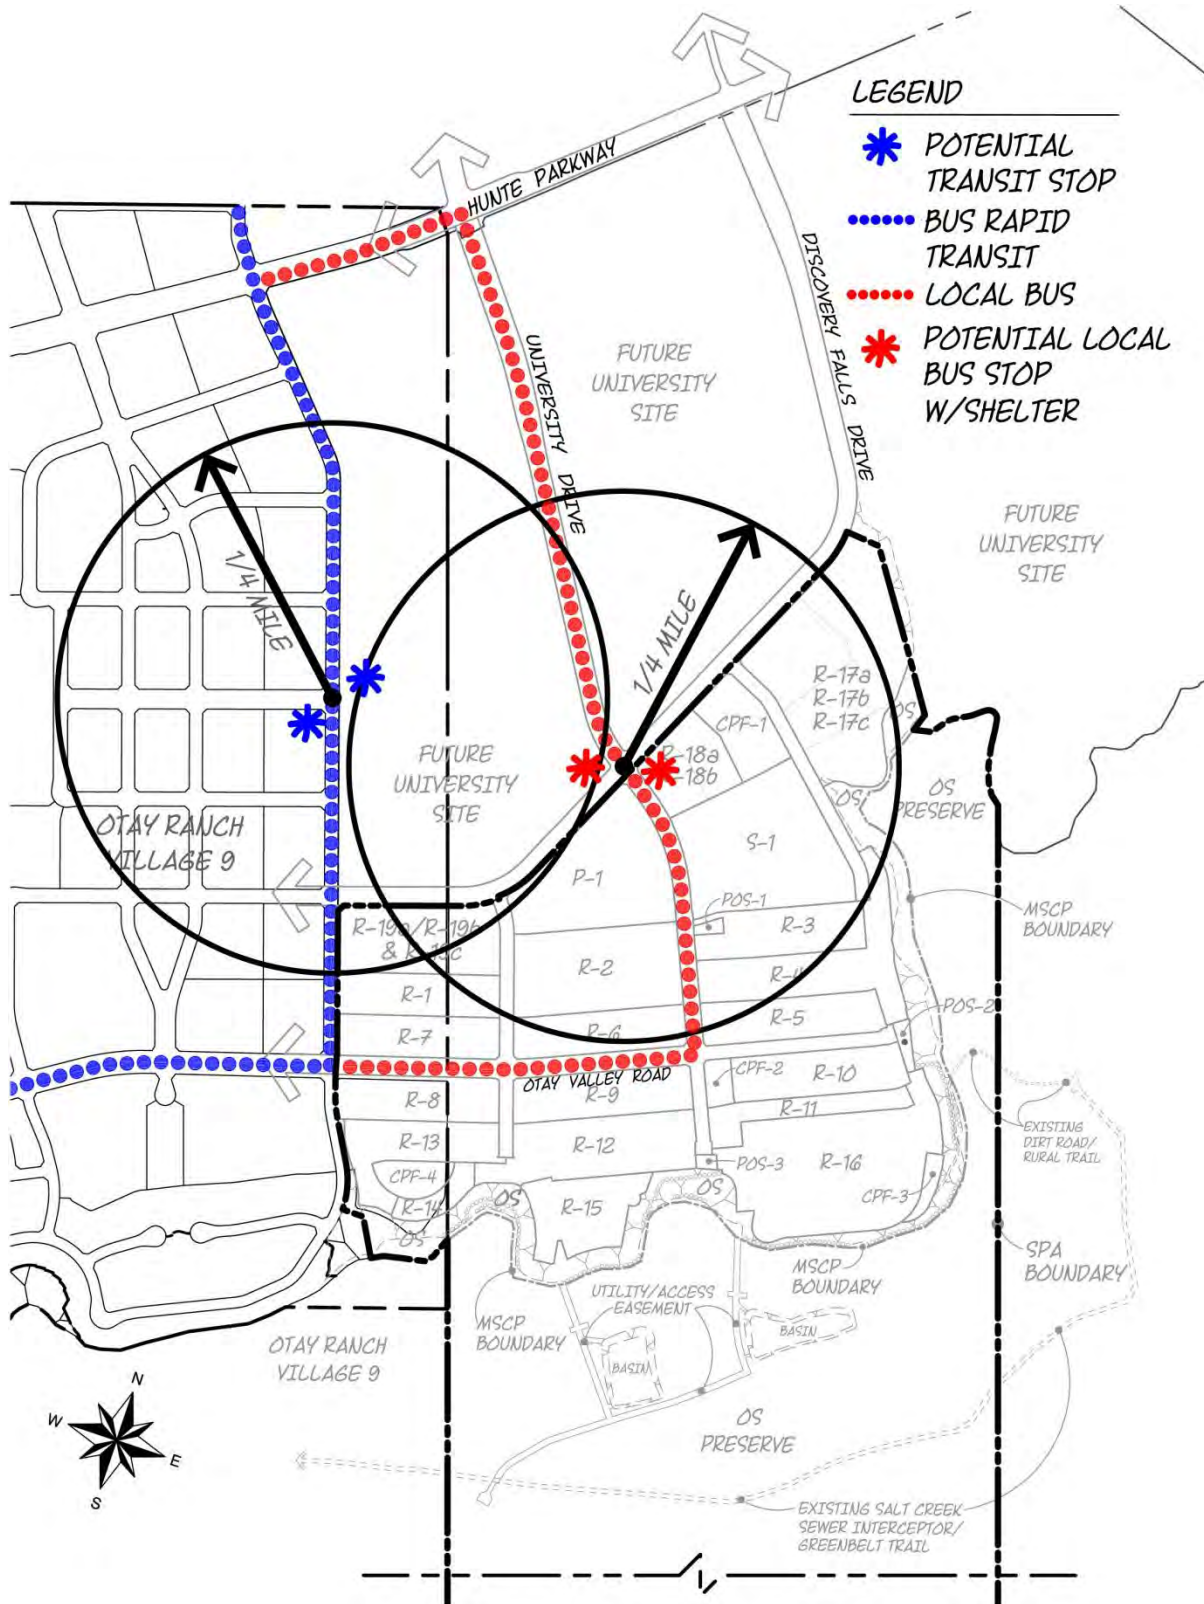 LEGEND
POTENTIAL
TRANSIT STOP
BUS RAPID
TRANSIT
LOCAL BUS
POTENTIAL LOCAL
BUS STOP
W/SHELTER
HUNTE PARKWAY
DISCOVERY FALLS DRIVE
UNIVERSITY DRIVE
FUTURE
UNIVERSITY
SITE
FUTURE
UNIVERSITY
SITE
1/4 MILE
1/4 MILE
R-17a
R-17b
R-17c
OS
CPF-1
R-18a
R-18b
FUTURE
UNIVERSITY
SITE
OS
OS
PRESERVE
OTAY RANCH
VILLAGE 9
S-1
P-1
POS-1
R-3
MSCP
BOUNDARY
R-19a/R-19b
& R-19c
R-2
R-4
R-1
R-5
POS-2
R-7
R-6
OTAY VALLEY ROAD
CPF-2
R-10
R-8
R-9
R-11
EXISTING
DIRT ROAD/
RURAL TRAIL
R-13
R-12
POS-3
R-16
CPF-4
CPF-3
R-14
OS
R-15
OS
OS
SPA
BOUNDARY
MSCP
BOUNDARY
UTILITY/ACCESS
EASEMENT
MSCP
BOUNDARY
BASIN
BASIN
OTAY RANCH
VILLAGE 9
OS
PRESERVE
N
W
E
S
EXISTING SALT CREEK
SEWER INTERCEPTOR/
GREENBELT TRAIL